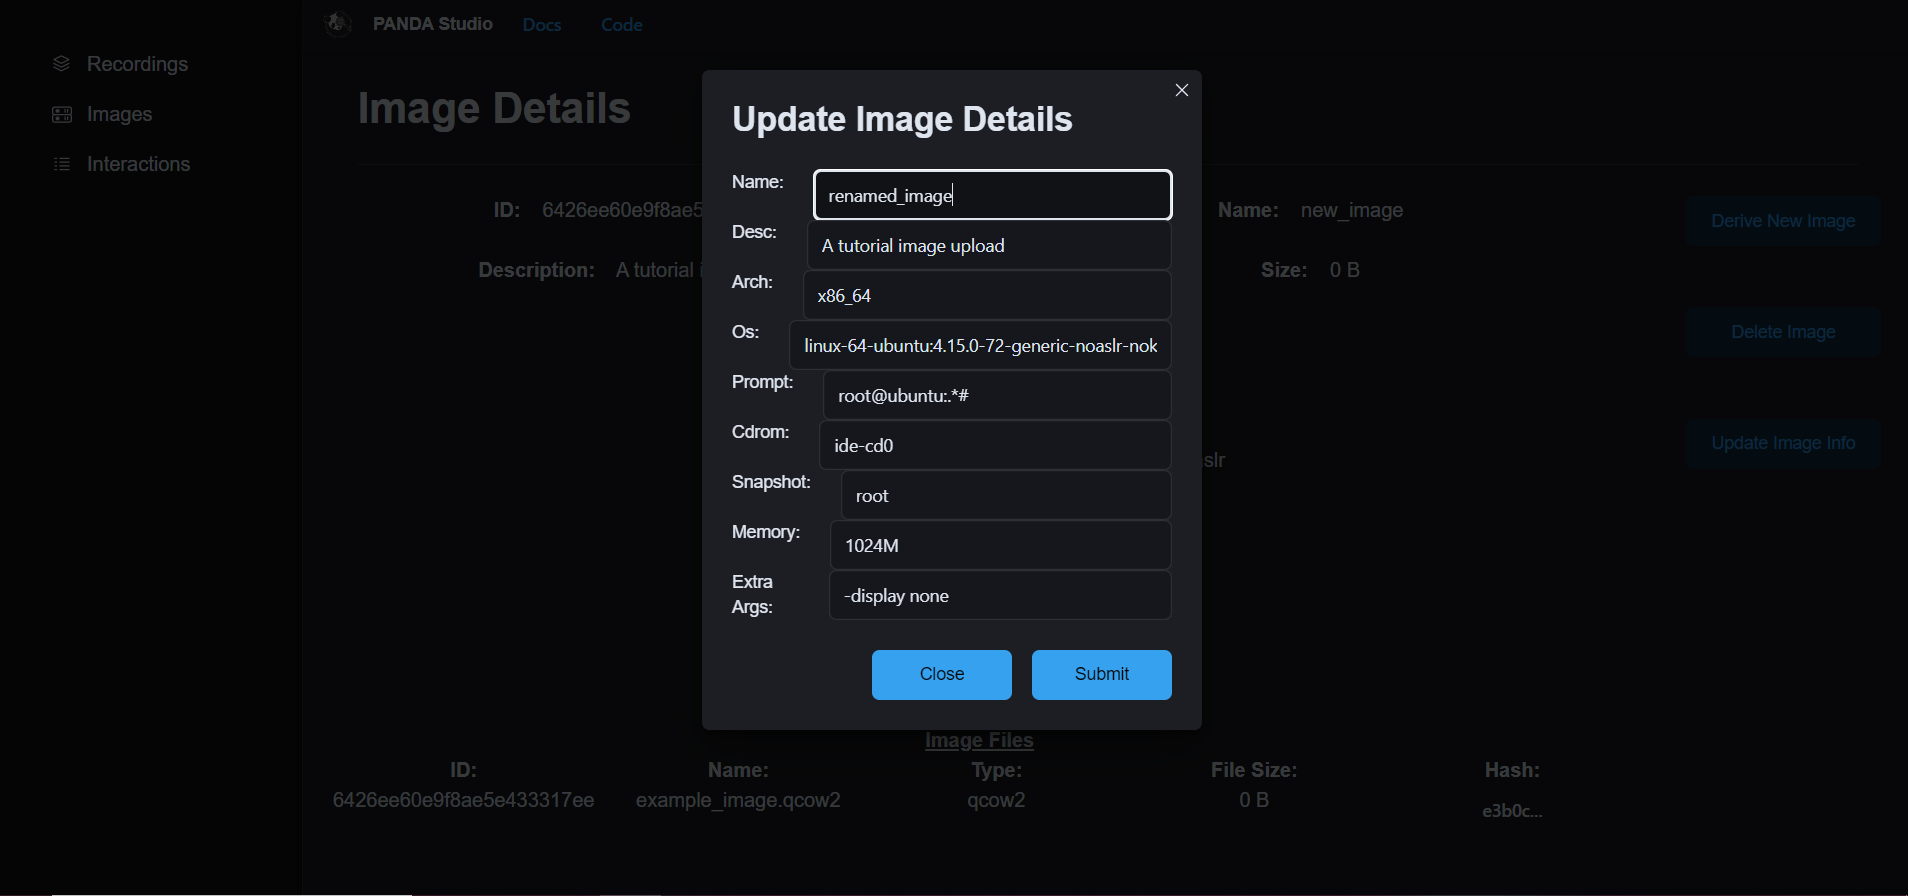 PANDA Studio Docs Code
Recordings
Images
Interactions
Image Details
ID: 6426ee60e9f8ae5
Name: new_image
Description: A tutorial i
Size: 0 B
Derive New Image
Delete Image
Update Image Info
slr
Update Image Details
Name: renamed_image
Desc: A tutorial image upload
Arch: x86_64
Os: linux-64-ubuntu:4.15.0-72-generic-noaslr-nok
Prompt: root@ubuntu:.*#
Cdrom: ide-cd0
Snapshot: root
Memory: 1024M
Extra Args: -display none
Close Submit
Image Files
ID: Name: Type: File Size: Hash:
6426ee60e9f8ae5e433317ee example_image.qcow2 qcow2 0 B e3b0c...